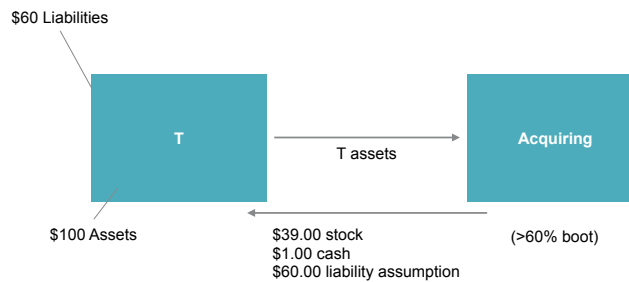 $60 Liabilities
T
T assets
Acquiring
$100 Assets
$39.00 stock
$1.00 cash
$60.00 liability assumption
(>60% boot)